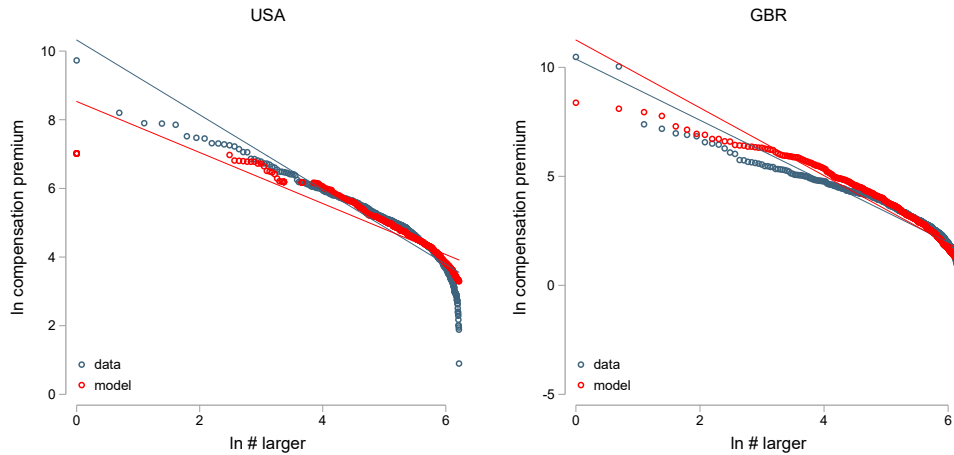 USA
GBR
ln compensation premium
10
8
6
4
2
0
data
model
0
2
4
6
ln # larger
ln compensation premium
10
5
0
-5
data
model
0
2
4
6
ln # larger